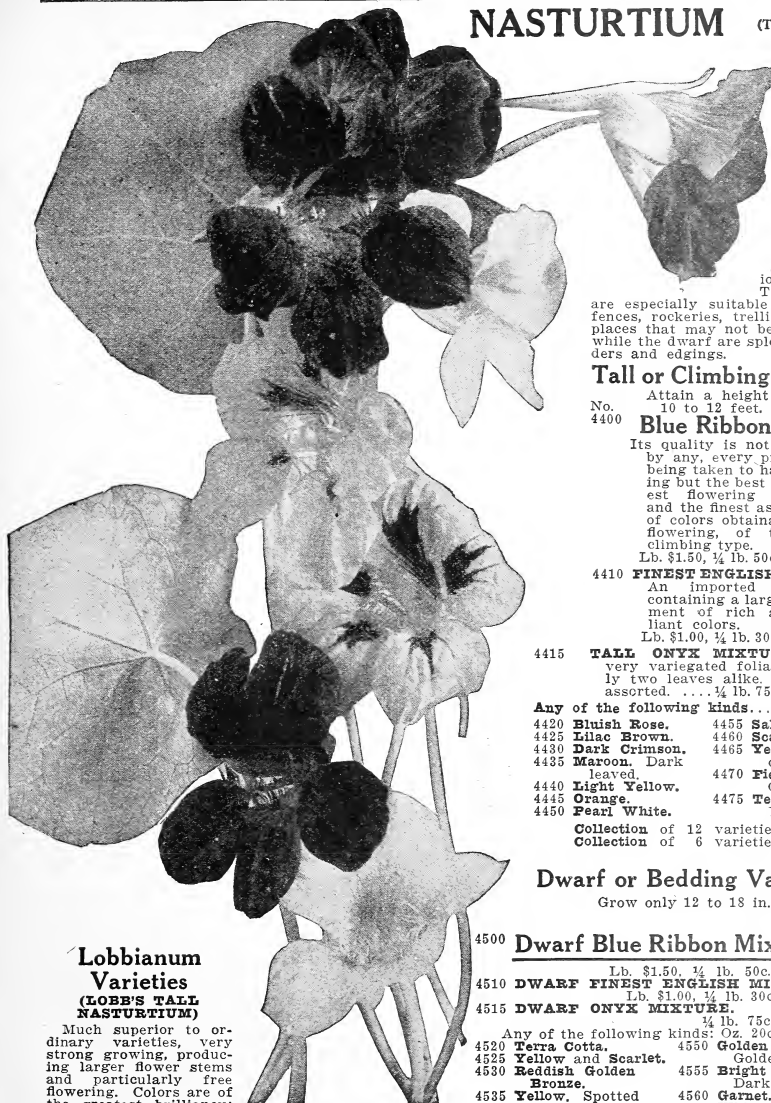 NASTURTIUM (T
are especially suitable
fences, rockeries, trelli
places that may not be
while the dwarf are sple
ders and edgings.
Tall or Climbing
Attain a height
No. 10 to 12 feet.
4400 Blue Ribbon
Its quality is not
by any, every p
being taken to ha
ing but the best
est flowering
and the finest as
of colors obtaina
flowering, of t
climbing type.
Lb. $1.50, ¼ lb. 50c
4410 FINEST ENGLISH
An imported
containing a larg
ment of rich a
liant colors.
Lb. $1.00, ¼ lb. 30
4415 TALL ONYX MIXTU
very variegated folia
ly two leaves alike.
assorted. ....¼ lb. 75
Any of the following kinds...
4420 Bluish Rose. 4455 Sa
4425 Lilac Brown. 4460 Sca
4430 Dark Crimson. 4465 Ye
4435 Maroon. Dark
leaved. 4470 Fie
4440 Light Yellow.
4445 Orange. 4475 Te
4450 Pearl White.
Collection of 12 varietie
Collection of 6 varietie
Dwarf or Bedding Va
Grow only 12 to 18 in.
4500 Dwarf Blue Ribbon Mix
Lb. $1.50, ¼ lb. 50c.
4510 DWARF FINEST ENGLISH MI
Lb. $1.00, ¼ lb. 30c
4515 DWARF ONYX MIXTURE.
¼ lb. 75c
Any of the following kinds: Oz. 20c
4520 Terra Cotta. 4550 Golden
4525 Yellow and Scarlet. Golde
4530 Reddish Golden 4555 Bright
Bronze. Dark
4535 Yellow, Spotted 4560 Garnet.
Lobbianum
Varieties
(LOBB'S TALL
NASTURTIUM)
Much superior to or-
dinary varieties, very
strong growing, produc-
ing larger flower stems
and particularly free
flowering. Colors are of
the greatest brilliancy